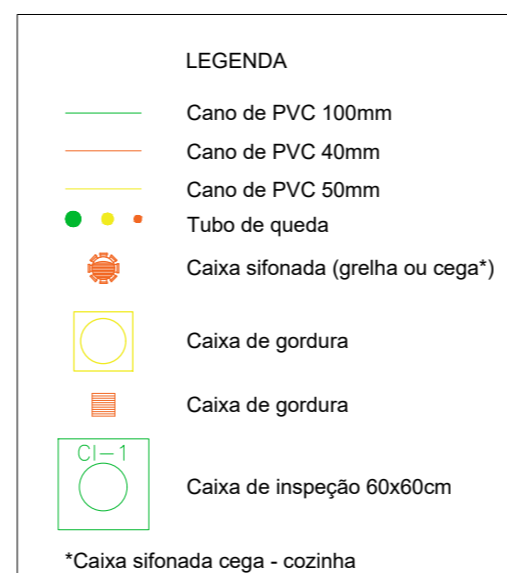 LEGENDA
Cano de PVC 100mm
Cano de PVC 40mm
Cano de PVC 50mm
Tubo de queda
Caixa sifonada (grelha ou cega*)
Caixa de gordura
Caixa de gordura
CI-1
Caixa de inspeção 60x60cm
*Caixa sifonada cega - cozinha